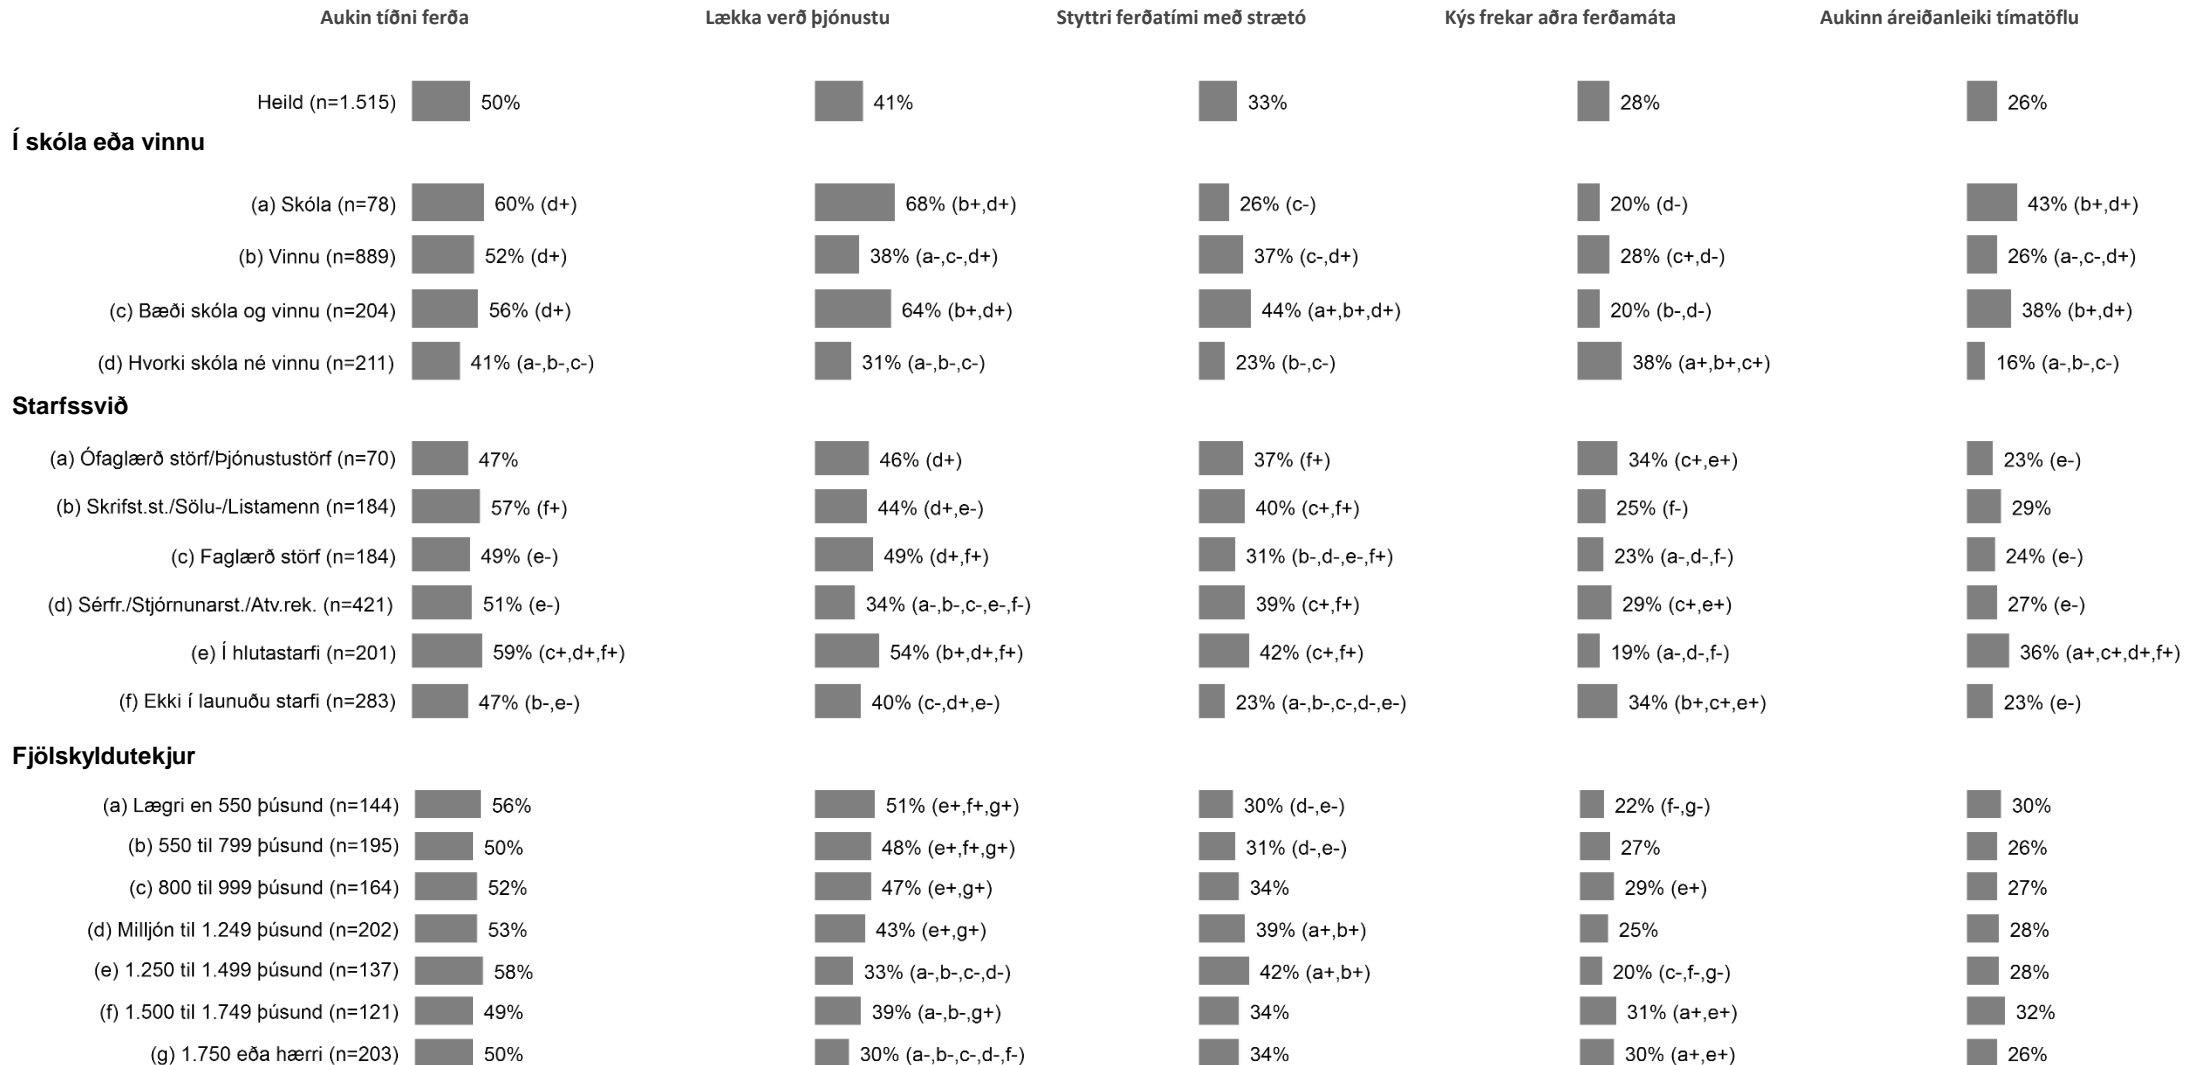 Aukin tíðni ferða Lækka verð þjónustu Styttri ferðatími með strætó Kýs frekar aðra ferðamáta Aukinn áreiðanleiki tímatöflu
Heild (n=1.515) 50% 41% 33% 28% 26%
Í skóla eða vinnu
(a) Skóla (n=78) 60% (d+) 68% (b+,d+) 26% (c-) 20% (d-) 43% (b+,d+)
(b) Vinnu (n=889) 52% (d+) 38% (a-,c-,d+) 37% (c-,d+) 28% (c+,d-) 26% (a-,c-,d+)
(c) Bæði skóla og vinnu (n=204) 56% (d+) 64% (b+,d+) 44% (a+,b+,d+) 20% (b-,d-) 38% (b+,d+)
(d) Hvorki skóla né vinnu (n=211) 41% (a-,b-,c-) 31% (a-,b-,c-) 23% (b-,c-) 38% (a+,b+,c+) 16% (a-,b-,c-)
Starfssvið
(a) Ófaglærð störf/Þjónustustörf (n=70) 47% 46% (d+) 37% (f+) 34% (c+,e+) 23% (e-)
(b) Skrifst.st./Sölu-/Listamenn (n=184) 57% (f+) 44% (d+,e-) 40% (c+,f+) 25% (f-) 29%
(c) Faglærð störf (n=184) 49% (e-) 49% (d+,f+) 31% (b-,d-,e-,f+) 23% (a-,d-,f-) 24% (e-)
(d) Sérfr./Stjórnunarst./Atv.rek. (n=421) 51% (e-) 34% (a-,b-,c-,e-,f-) 39% (c+,f+) 29% (c+,e+) 27% (e-)
(e) Í hlutastarfi (n=201) 59% (c+,d+,f+) 54% (b+,d+,f+) 42% (c+,f+) 19% (a-,d-,f-) 36% (a+,c+,d+,f+)
(f) Ekki í launuðu starfi (n=283) 47% (b-,e-) 40% (c-,d+,e-) 23% (a-,b-,c-,d-,e-) 34% (b+,c+,e+) 23% (e-)
Fjölskyldutekjur
(a) Lægri en 550 þúsund (n=144) 56% 51% (e+,f+,g+) 30% (d-,e-) 22% (f-,g-) 30%
(b) 550 til 799 þúsund (n=195) 50% 48% (e+,f+,g+) 31% (d-,e-) 27% 26%
(c) 800 til 999 þúsund (n=164) 52% 47% (e+,g+) 34% 29% (e+) 27%
(d) Milljón til 1.249 þúsund (n=202) 53% 43% (e+,g+) 39% (a+,b+) 25% 28%
(e) 1.250 til 1.499 þúsund (n=137) 58% 33% (a-,b-,c-,d-) 42% (a+,b+) 20% (c-,f-,g-) 28%
(f) 1.500 til 1.749 þúsund (n=121) 49% 39% (a-,b-,g+) 34% 31% (a+,e+) 32%
(g) 1.750 eða hærri (n=203) 50% 30% (a-,b-,c-,d-,f-) 34% 30% (a+,e+) 26%